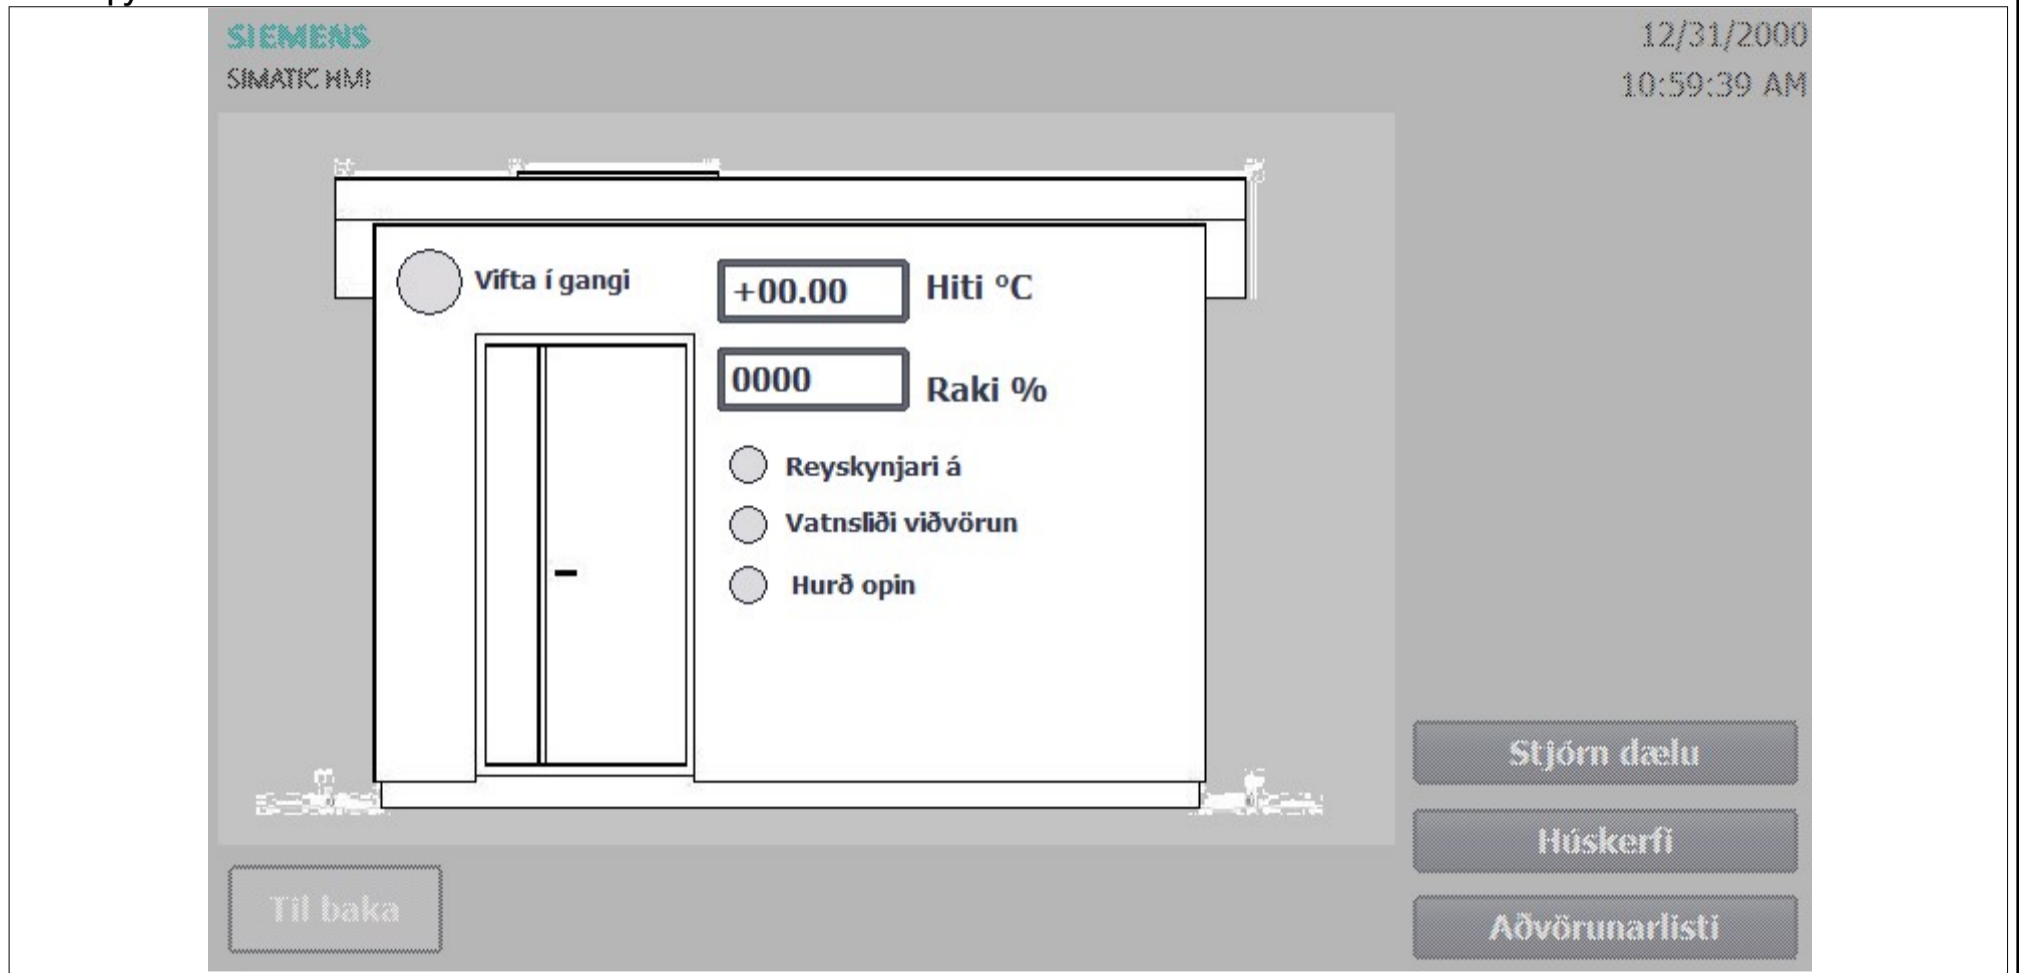 SIEMENS
SIMATIC HMI
12/31/2000
10:59:39 AM
Vifta í gangi
+00.00 Hiti °C
0000 Raki %
Reyskynjari á
Vatnsliði viðvörun
Hurð opin
Stjórn dælu
Húskerfi
Til baka
Aðvörunarlisti